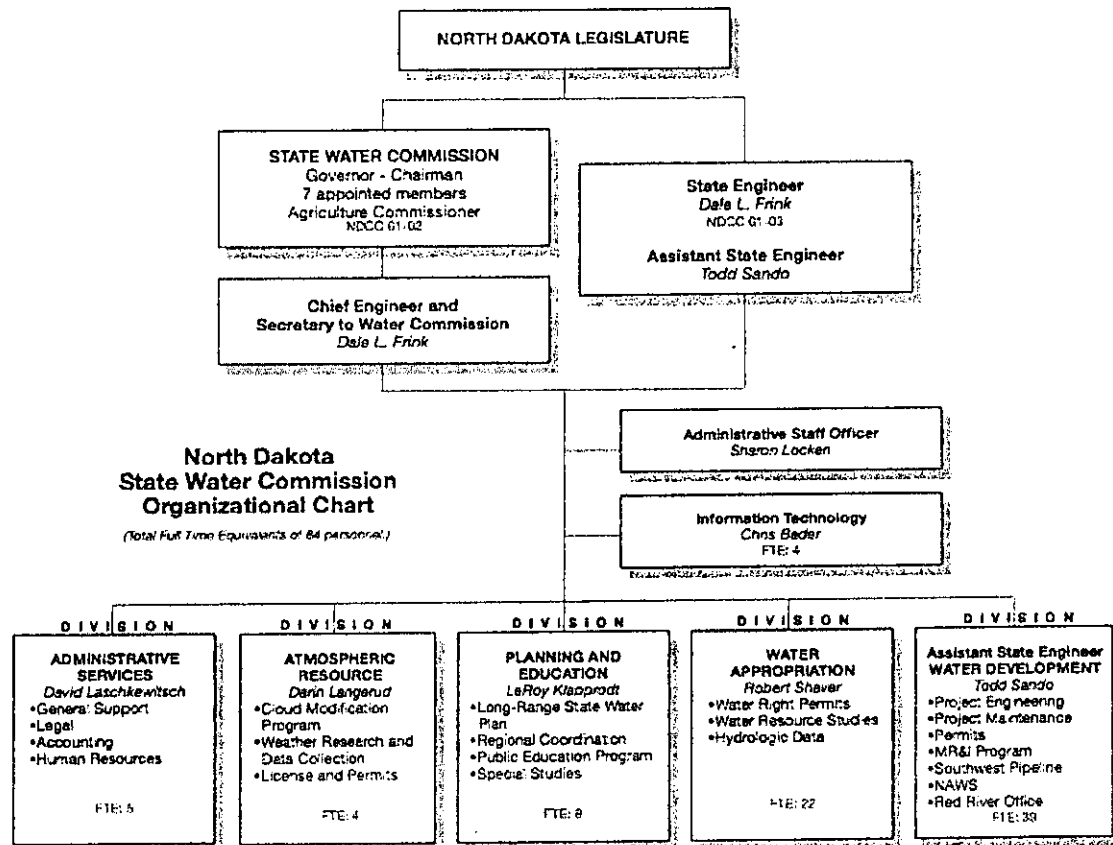 NORTH DAKOTA LEGISLATURE
STATE WATER COMMISSION
Governor - Chairman
7 appointed members
Agriculture Commissioner
NDCC 61-02
State Engineer
Dale L. Frink
NDCC 61-03
Assistant State Engineer
Todd Sando
Chief Engineer and
Secretary to Water Commission
Dale L. Frink
Administrative Staff Officer
Sharon Locken
North Dakota
State Water Commission
Organizational Chart
(Total Full Time Equivalents of 84 personnel.)
Information Technology
Chris Bader
FTE: 4
DIVISION
ADMINISTRATIVE
SERVICES
David Laschkewitsch
•General Support
•Legal
•Accounting
•Human Resources
FTE: 5
DIVISION
ATMOSPHERIC
RESOURCE
Darin Langerud
•Cloud Modification
Program
•Weather Research and
Data Collection
•License and Permits
FTE: 4
DIVISION
PLANNING AND
EDUCATION
LeRoy Klapprodt
•Long-Range State Water
Plan
•Regional Coordination
•Public Education Program
•Special Studies
FTE:
DIVISION
WATER
APPROPRIATION
Robert Shaver
•Water Right Permits
•Water Resource Studies
•Hydrologic Data
FTE: 22
DIVISION
Assistant State Engineer
WATER DEVELOPMENT
Todd Sando
•Project Engineering
•Project Maintenance
•Permits
•MR&I Program
•Southwest Pipeline
•NAWS
•Red River Office
FTE: 39